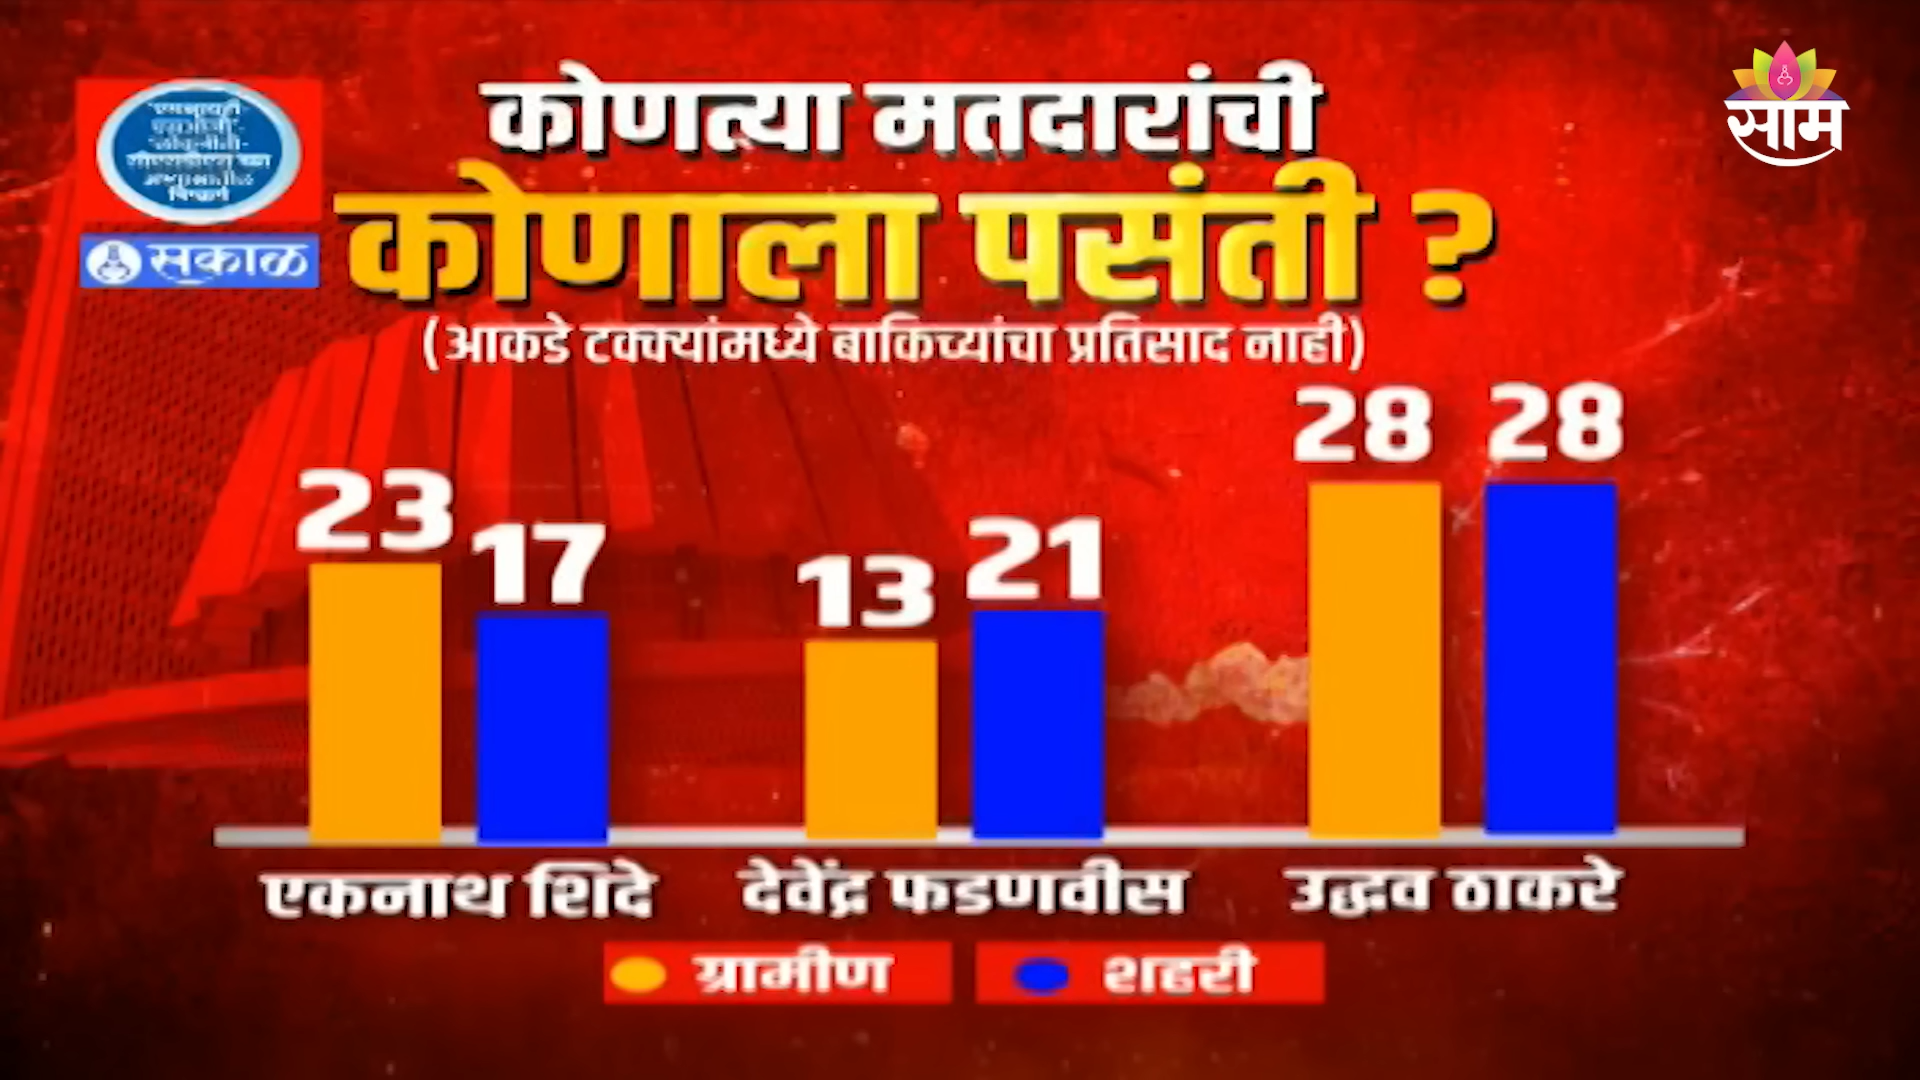 कोणत्या मतदारांची
कोणाला पसंती ?
(आकडे टक्क्यांमध्ये बाकिच्यांचा प्रतिसाद नाही)
साम
सकाळ
23
17
13
21
28
28
एकनाथ शिंदे
देवेंद्र फडणवीस
उद्धव ठाकरे
ग्रामीण
शहरी